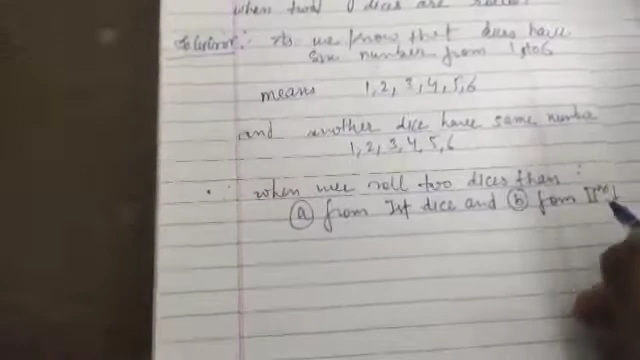 when two dices are
Solution:- As we know that dices have
six number from 1 to 6
means 1, 2, 3, 4, 5, 6
and another dice have same number
1, 2, 3, 4, 5, 6
∴ when we roll two dices than:
(a) from Ist dice and (b) from IInd